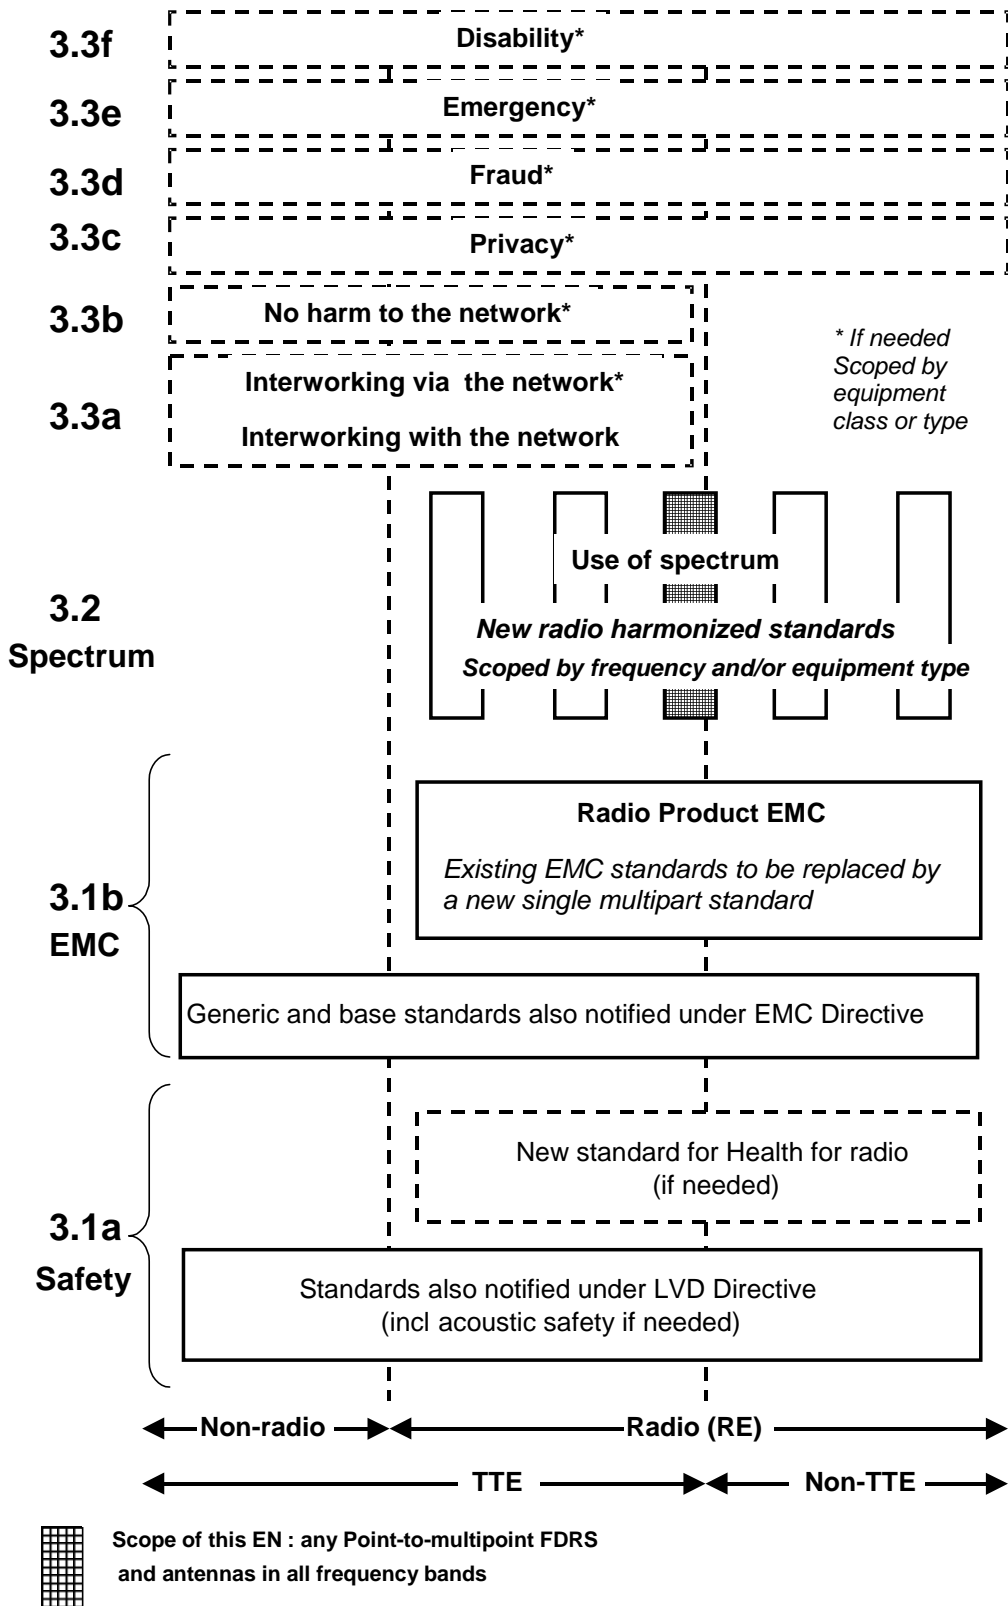 3.3f
Disability*
3.3e
Emergency*
3.3d
Fraud*
3.3c
Privacy*
3.3b
No harm to the network*
* If needed
Scoped by
equipment
class or type
3.3a
Interworking via the network*
Interworking with the network
3.2
Spectrum
Use of spectrum
New radio harmonized standards
Scoped by frequency and/or equipment type
3.1b
EMC
Radio Product EMC
Existing EMC standards to be replaced by
a new single multipart standard
Generic and base standards also notified under EMC Directive
3.1a
Safety
New standard for Health for radio
(if needed)
Standards also notified under LVD Directive
(incl acoustic safety if needed)
Non-radio
Radio (RE)
TTE
Non-TTE
Scope of this EN : any Point-to-multipoint FDRS
and antennas in all frequency bands